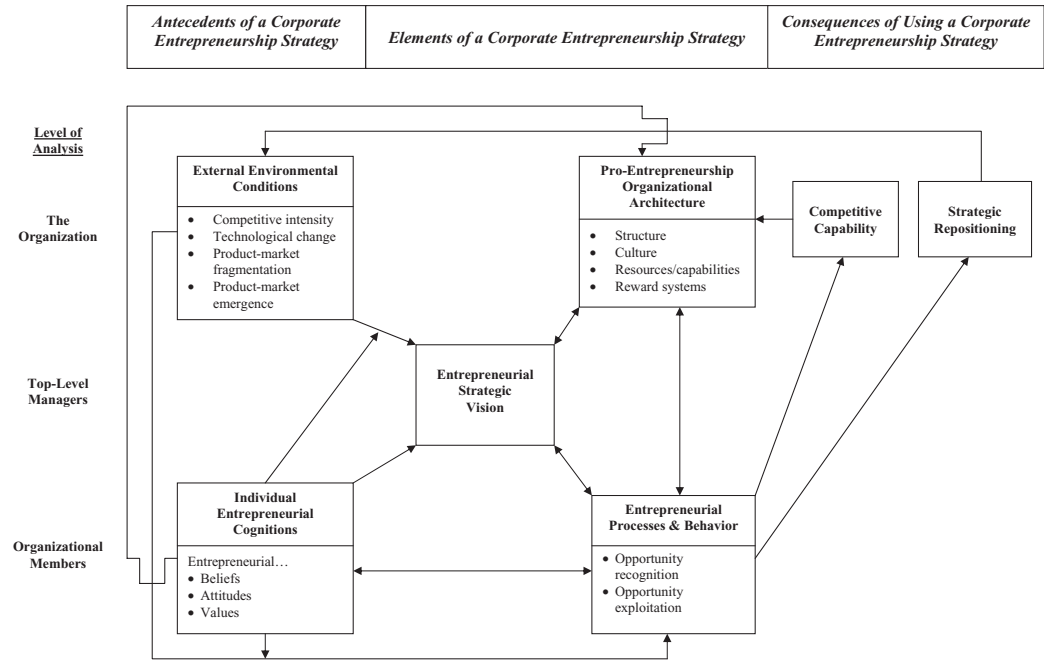 Antecedents of a Corporate
Entrepreneurship Strategy
Elements of a Corporate Entrepreneurship Strategy
Consequences of Using a Corporate
Entrepreneurship Strategy
Level of
Analysis
The
Organization
Top-Level
Managers
Organizational
Members
External Environmental
Conditions
• Competitive intensity
• Technological change
• Product-market
fragmentation
• Product-market
emergence
Pro-Entrepreneurship
Organizational
Architecture
• Structure
• Culture
• Resources/capabilities
• Reward systems
Competitive
Capability
Strategic
Repositioning
Entrepreneurial
Strategic
Vision
Individual
Entrepreneurial
Cognitions
Entrepreneurial…
• Beliefs
• Attitudes
• Values
Entrepreneurial
Processes & Behavior
• Opportunity
recognition
• Opportunity
exploitation